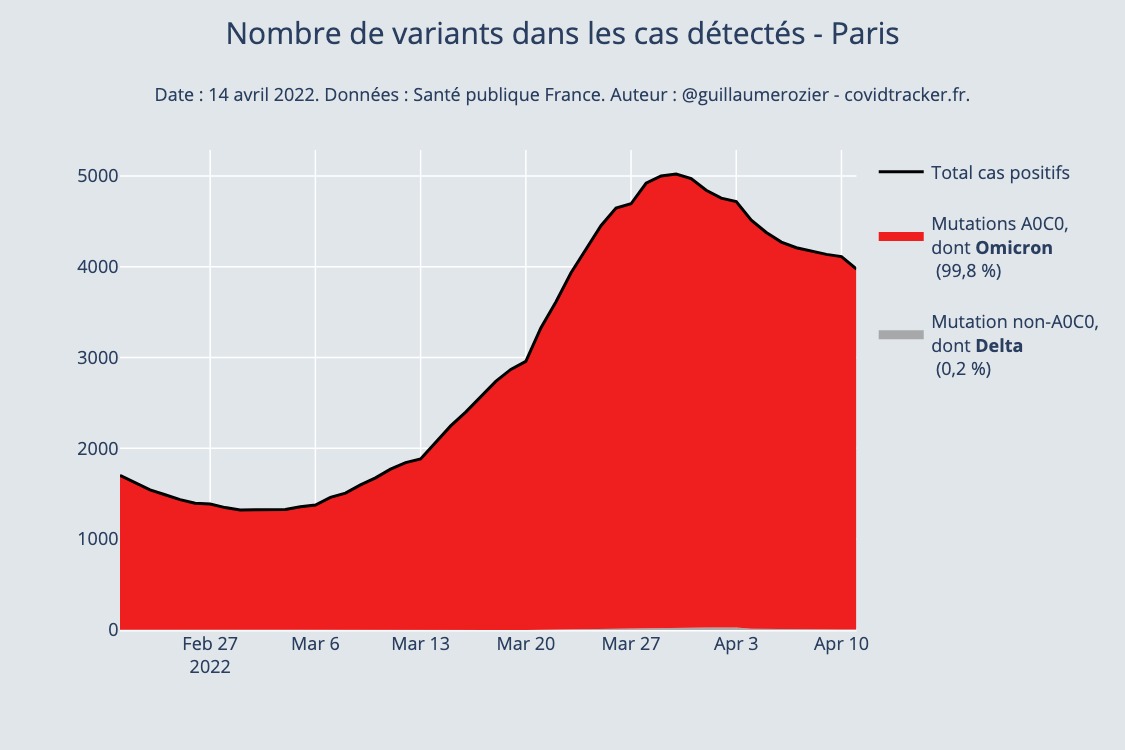 Nombre de variants dans les cas détectés - Paris
Date : 14 avril 2022. Données : Santé publique France. Auteur : @guillaumerozier - covidtracker.fr.
5000
4000
3000
2000
1000
0
Feb 27
2022
Mar 6
Mar 13
Mar 20
Mar 27
Apr 3
Apr 10
Total cas positifs
Mutations A0C0,
dont Omicron
(99,8 %)
Mutation non-A0C0,
dont Delta
(0,2 %)